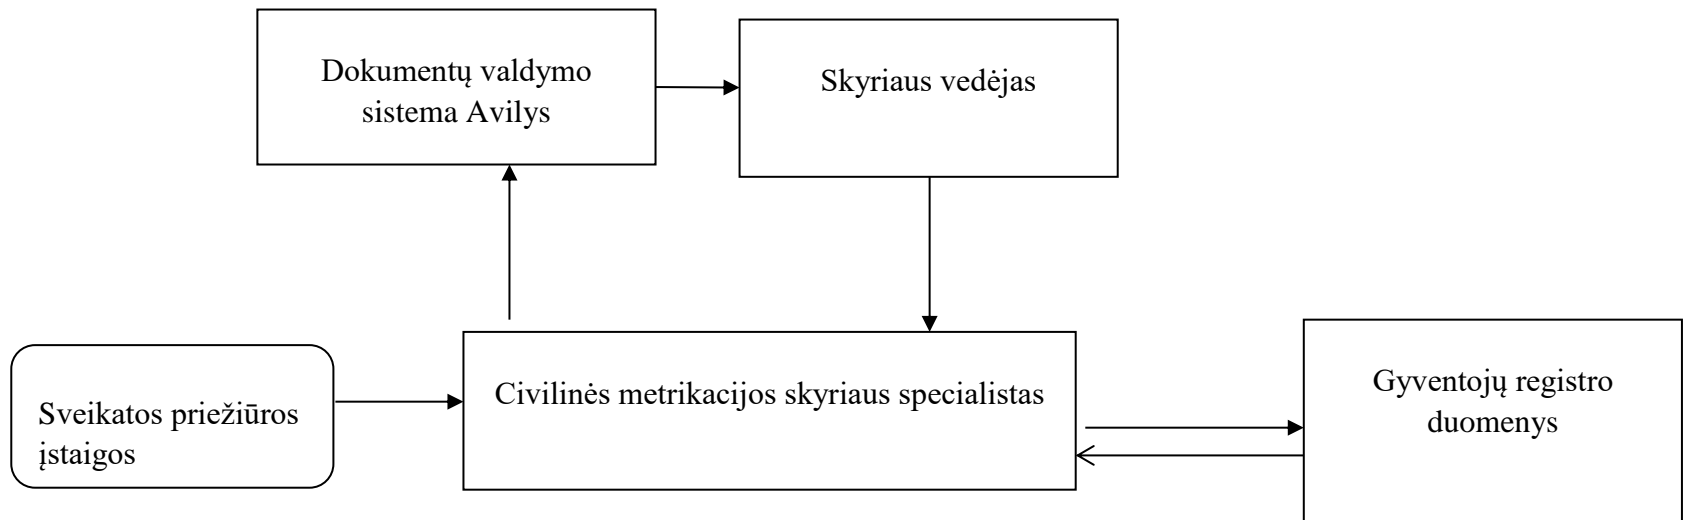 Dokumentų valdymo
sistema Avilys
Skyriaus vedėjas
Sveikatos priežiūros
įstaigos
Civilinės metrikacijos skyriaus specialistas
Gyventojų registro
duomenys